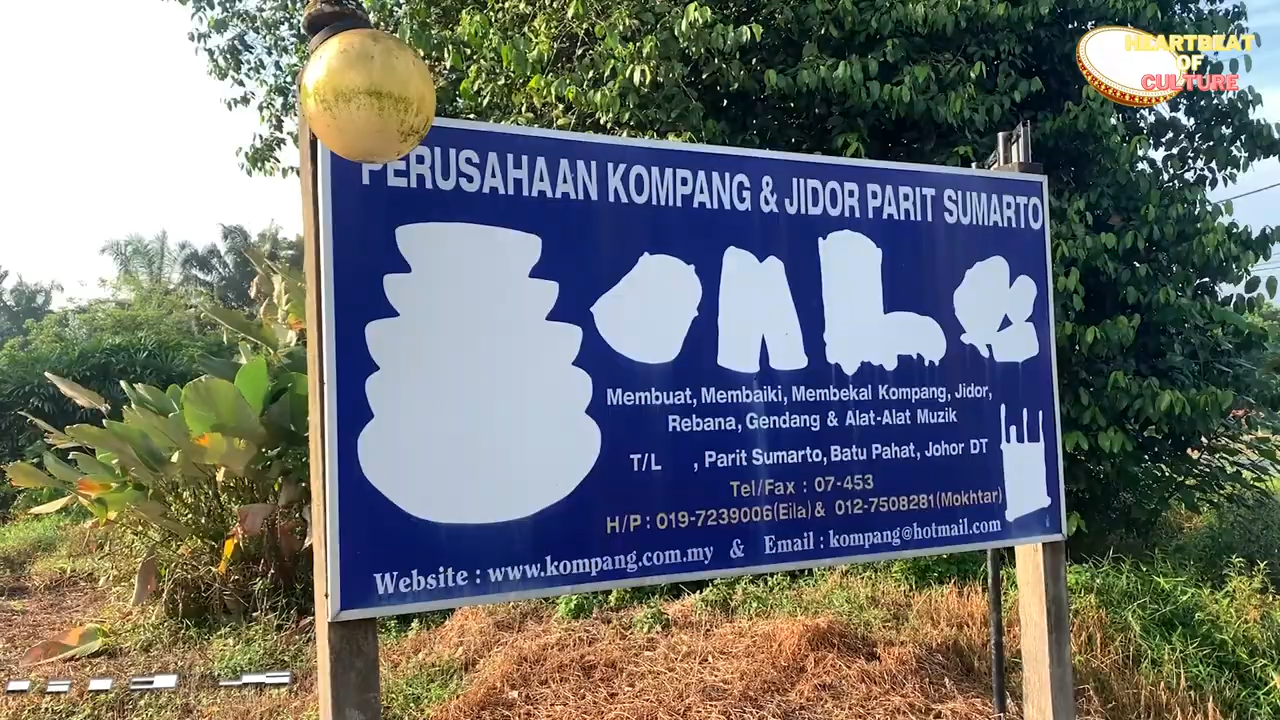 HEARTBEAT
OF
CULTURE
PERUSAHAAN KOMPANG & JIDOR PARIT SUMARTO
Membuat, Membaiki, Membekal Kompang, Jidor,
Rebana, Gendang & Alat-Alat Muzik
T/L , Parit Sumarto, Batu Pahat, Johor DT
Tel/Fax : 07-453
H/P : 019-7239006(Eila) & 012-7508281(Mokhtar)
Website : www.kompang.com.my & Email : kompang@hotmail.com